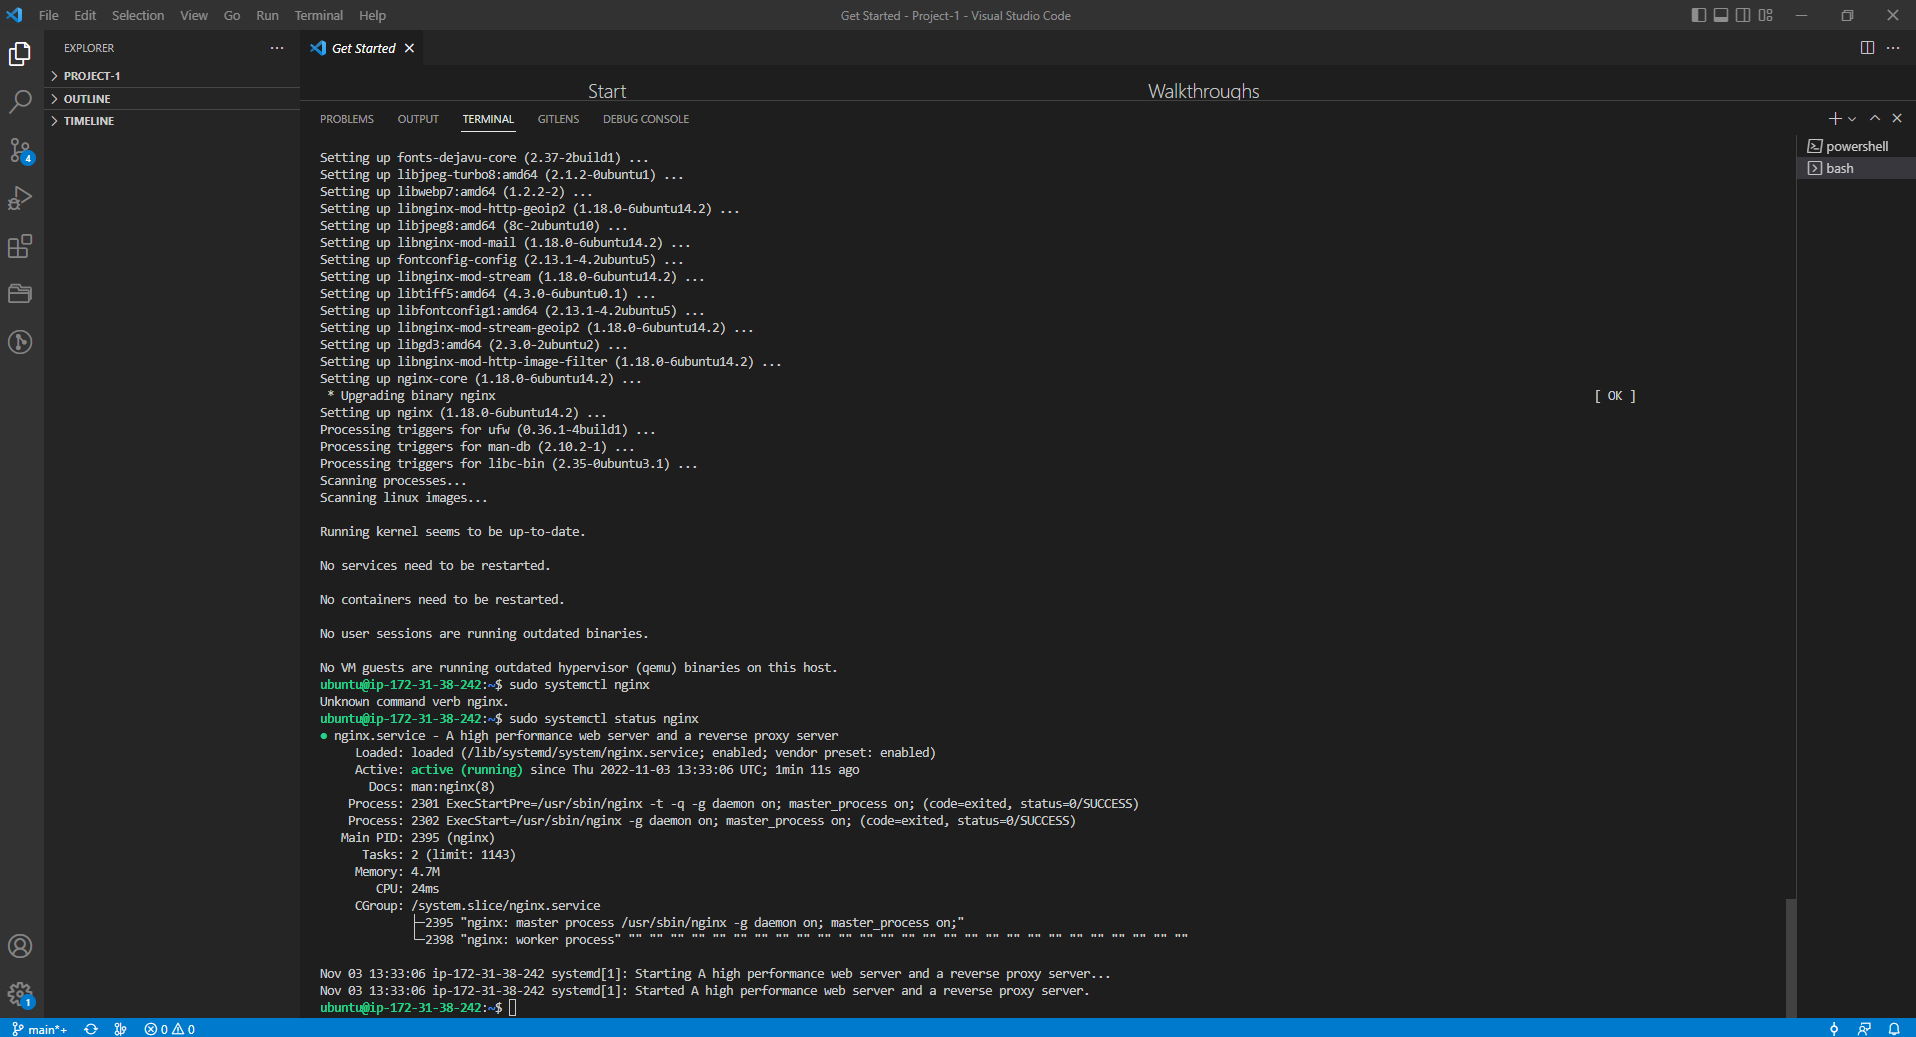 File Edit Selection View Go Run Terminal Help
Get Started - Project-1 - Visual Studio Code
EXPLORER
PROJECT-1
OUTLINE
TIMELINE
Get Started
Start
Walkthroughs
PROBLEMS OUTPUT TERMINAL GITLENS DEBUG CONSOLE
powershell
bash
Setting up fonts-dejavu-core (2.37-2build1) ...
Setting up libjpeg-turbo8:amd64 (2.1.2-0ubuntu1) ...
Setting up libwebp7:amd64 (1.2.2-2) ...
Setting up libnginx-mod-http-geoip2 (1.18.0-6ubuntu14.2) ...
Setting up libjpeg8:amd64 (8c-2ubuntu10) ...
Setting up libnginx-mod-mail (1.18.0-6ubuntu14.2) ...
Setting up fontconfig-config (2.13.1-4.2ubuntu5) ...
Setting up libnginx-mod-stream (1.18.0-6ubuntu14.2) ...
Setting up libtiff5:amd64 (4.3.0-6ubuntu0.1) ...
Setting up libfontconfig1:amd64 (2.13.1-4.2ubuntu5) ...
Setting up libnginx-mod-stream-geoip2 (1.18.0-6ubuntu14.2) ...
Setting up libgd3:amd64 (2.3.0-2ubuntu2) ...
Setting up libnginx-mod-http-image-filter (1.18.0-6ubuntu14.2) ...
Setting up nginx-core (1.18.0-6ubuntu14.2) ...
* Upgrading binary nginx [ OK ]
Setting up nginx (1.18.0-6ubuntu14.2) ...
Processing triggers for ufw (0.36.1-4build1) ...
Processing triggers for man-db (2.10.2-1) ...
Processing triggers for libc-bin (2.35-0ubuntu3.1) ...
Scanning processes...
Scanning linux images...
Running kernel seems to be up-to-date.
No services need to be restarted.
No containers need to be restarted.
No user sessions are running outdated binaries.
No VM guests are running outdated hypervisor (qemu) binaries on this host.
ubuntu@ip-172-31-38-242:~$ sudo systemctl nginx
Unknown command verb nginx.
ubuntu@ip-172-31-38-242:~$ sudo systemctl status nginx
● nginx.service - A high performance web server and a reverse proxy server
Loaded: loaded (/lib/systemd/system/nginx.service; enabled; vendor preset: enabled)
Active: active (running) since Thu 2022-11-03 13:33:06 UTC; 1min 11s ago
Docs: man:nginx(8)
Process: 2301 ExecStartPre=/usr/sbin/nginx -t -q -g daemon on; master_process on; (code=exited, status=0/SUCCESS)
Process: 2302 ExecStart=/usr/sbin/nginx -g daemon on; master_process on; (code=exited, status=0/SUCCESS)
Main PID: 2395 (nginx)
Tasks: 2 (limit: 1143)
Memory: 4.7M
CPU: 24ms
CGroup: /system.slice/nginx.service
├─2395 "nginx: master process /usr/sbin/nginx -g daemon on; master_process on;"
└─2398 "nginx: worker process" "" "" "" "" "" "" "" "" "" "" "" "" "" "" "" "" "" "" "" "" "" "" "" "" "" "" ""
Nov 03 13:33:06 ip-172-31-38-242 systemd[1]: Starting A high performance web server and a reverse proxy server...
Nov 03 13:33:06 ip-172-31-38-242 systemd[1]: Started A high performance web server and a reverse proxy server.
ubuntu@ip-172-31-38-242:~$
4
1
main*+ 0 0